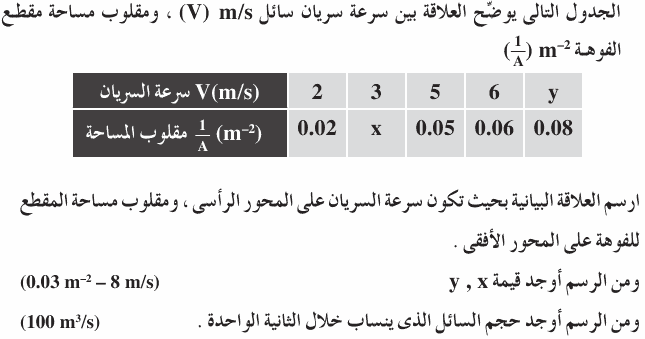 الجدول التالى يوضّح العلاقة بين سرعة سريان سائل (V) m/s ، ومقلوب مساحة مقطع
الفوهة (1/A) m⁻²
سرعة السريان V(m/s) 2 3 5 6 y
مقلوب المساحة 1/A (m⁻²) 0.02 x 0.05 0.06 0.08
ارسم العلاقة البيانية بحيث تكون سرعة السريان على المحور الرأسى ، ومقلوب مساحة المقطع
للفوهة على المحور الأفقى .
ومن الرسم أوجد قيمة y , x (0.03 m⁻² – 8 m/s)
ومن الرسم أوجد حجم السائل الذى ينساب خلال الثانية الواحدة . (100 m³/s)